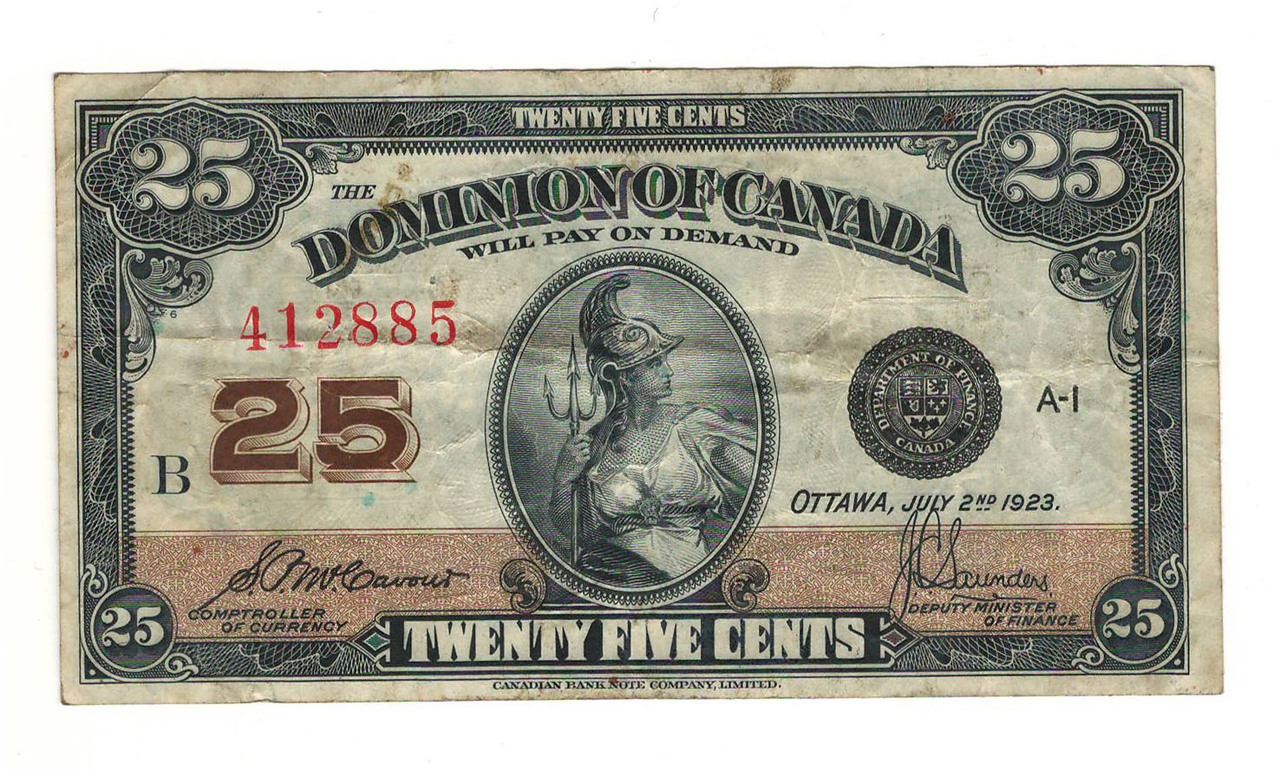 TWENTY FIVE CENTS
25
25
THE
DOMINION OF CANADA
WILL PAY ON DEMAND
6
412885
25
DEPARTMENT OF FINANCE
CANADA
A-1
B
OTTAWA, JULY 2ND 1923.
J.C. Saunders
COMPTROLLER
OF CURRENCY
DEPUTY MINISTER
OF FINANCE
25
25
TWENTY FIVE CENTS
CANADIAN BANK NOTE COMPANY, LIMITED.